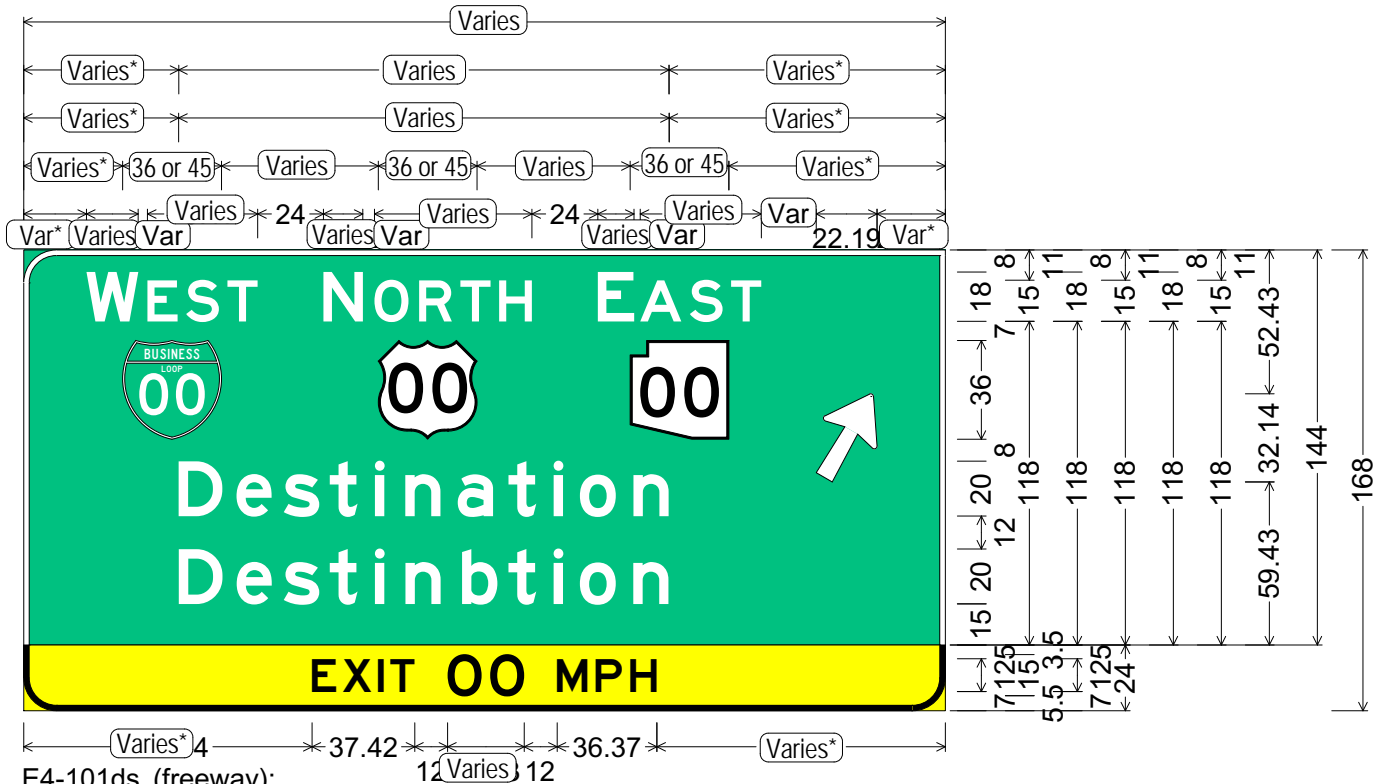 Varies
Varies* Varies Varies*
Varies* Varies Varies*
Varies* 36 or 45 Varies 36 or 45 Varies 36 or 45 Varies*
Varies 24 Varies 24 Varies Var
Var* Varies Var Varies Var Varies Var 22.19 Var*
WEST NORTH EAST
BUSINESS
LOOP
00 00 00
Destination
Destinbtion
EXIT 00 MPH
8 11 8 11 8 11
18 15 18 15 18 15
7
52.43
36
118 118 118 118 118
32.14
144
168
8
20
12
20
59.43
15
7 125 15 3.5 5.5 7 125 24
Varies* 4 37.42 Varies 36.37 Varies*
12 12
E4-101ds (freeway):